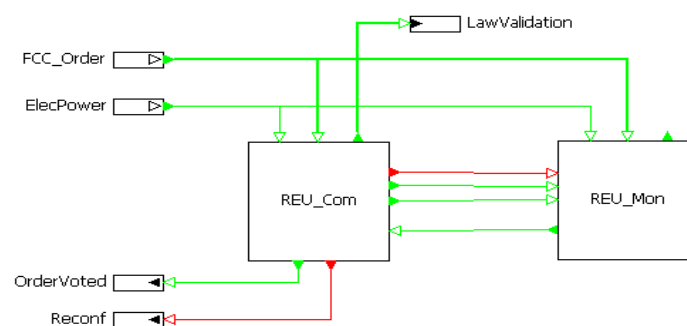 LawValidation
FCC_Order
ElecPower
REU_Com
REU_Mon
OrderVoted
Reconf